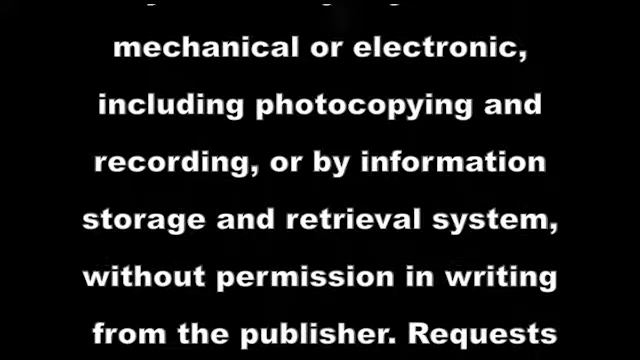 mechanical or electronic,
including photocopying and
recording, or by information
storage and retrieval system,
without permission in writing
from the publisher. Requests